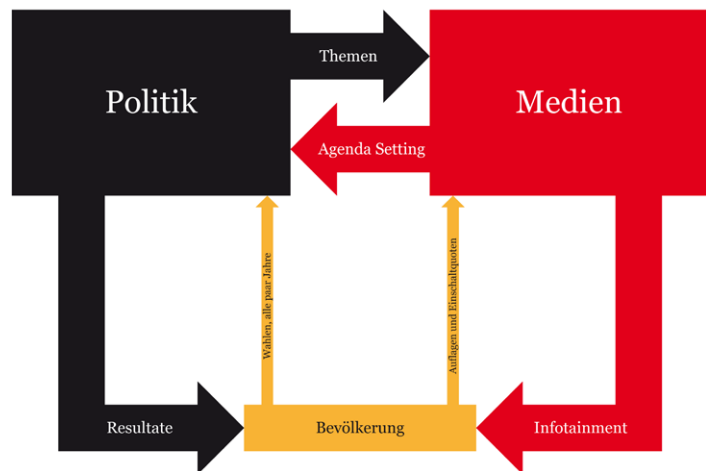 Themen
Politik
Medien
Agenda Setting
Wahlen, alle paar Jahre
Auflagen und Einschaltquoten
Resultate
Bevölkerung
Infotainment